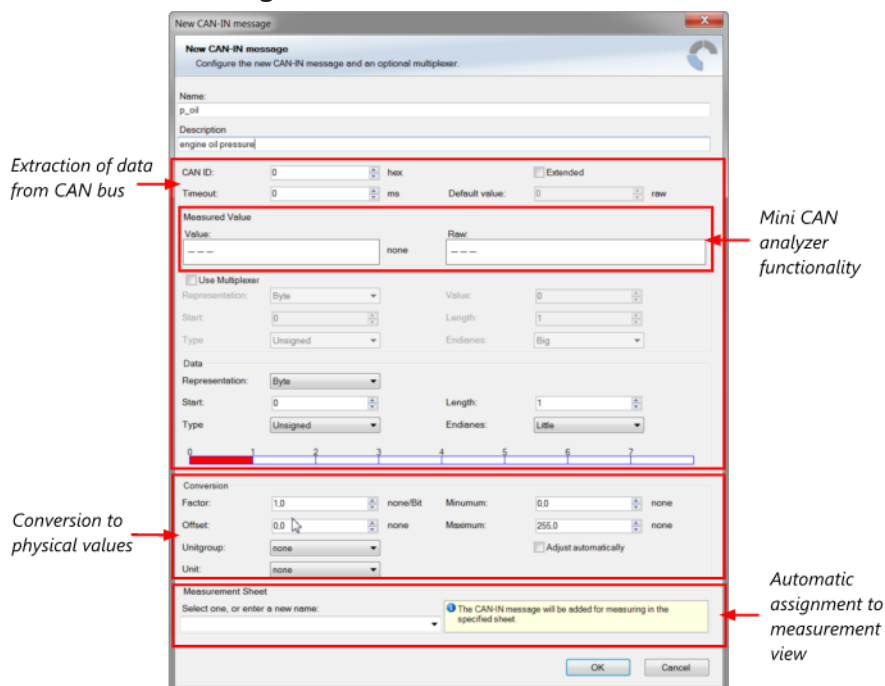 New CAN-IN message
New CAN-IN message
Configure the new CAN-IN message and an optional multiplexer.
Name:
p_oil
Description
engine oil pressure
Extraction of data
from CAN bus
CAN ID: 0 hex Extended
Timeout: 0 ms Default value: 0 raw
Measured Value
Value: Raw:
--- none ---
Mini CAN
analyzer
functionality
Use Multiplexer
Representation: Byte Value: 0
Start: 0 Length: 1
Type Unsigned Endianes: Big
Data
Representation: Byte
Start: 0 Length: 1
Type Unsigned Endianes: Little
0 1 2 3 4 5 6 7
Conversion to
physical values
Conversion
Factor: 1,0 none/Bit Minumum: 0,0 none
Offset: 0,0 none Maximum: 255,0 none
Unitgroup: none Adjust automatically
Unit: none
Measurement Sheet
Select one, or enter a new name:
The CAN-IN message will be added for measuring in the
specified sheet.
Automatic
assignment to
measurement
view
OK Cancel